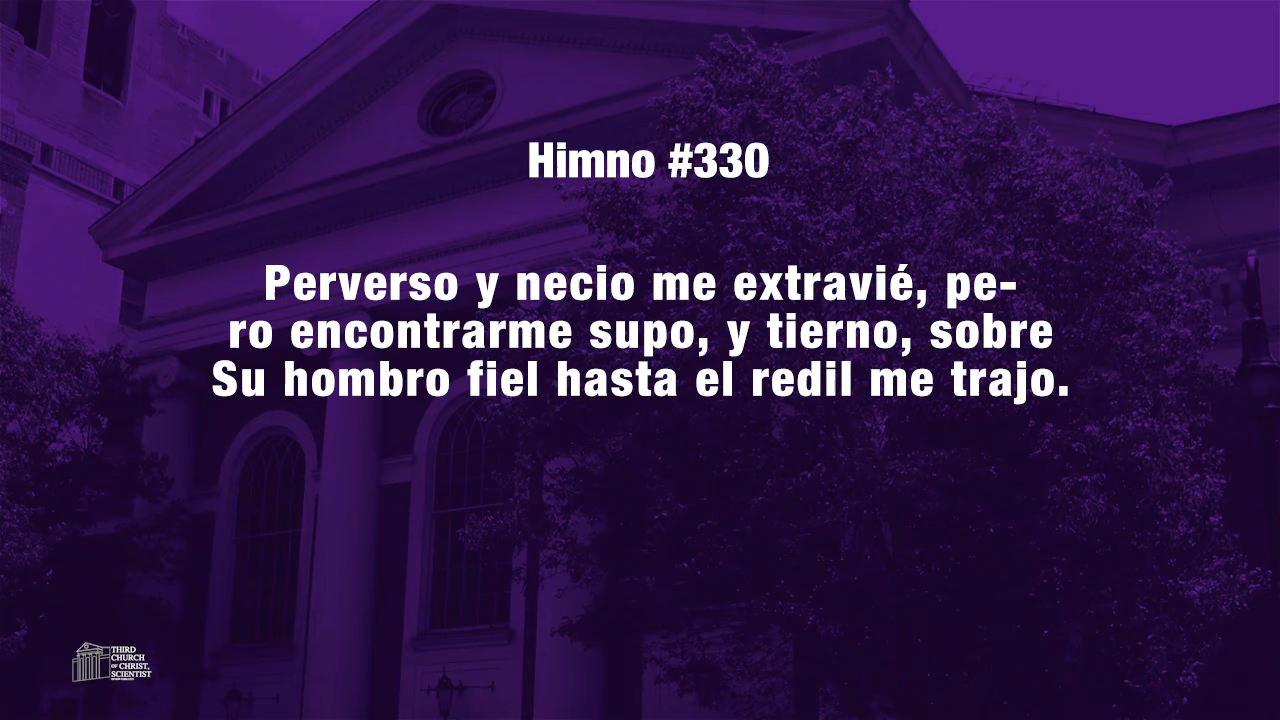 Himno #330
Perverso y necio me extravié, pe-
ro encontrarme supo, y tierno, sobre
Su hombro fiel hasta el redil me trajo.
THIRD
CHURCH
OF CHRIST,
SCIENTIST